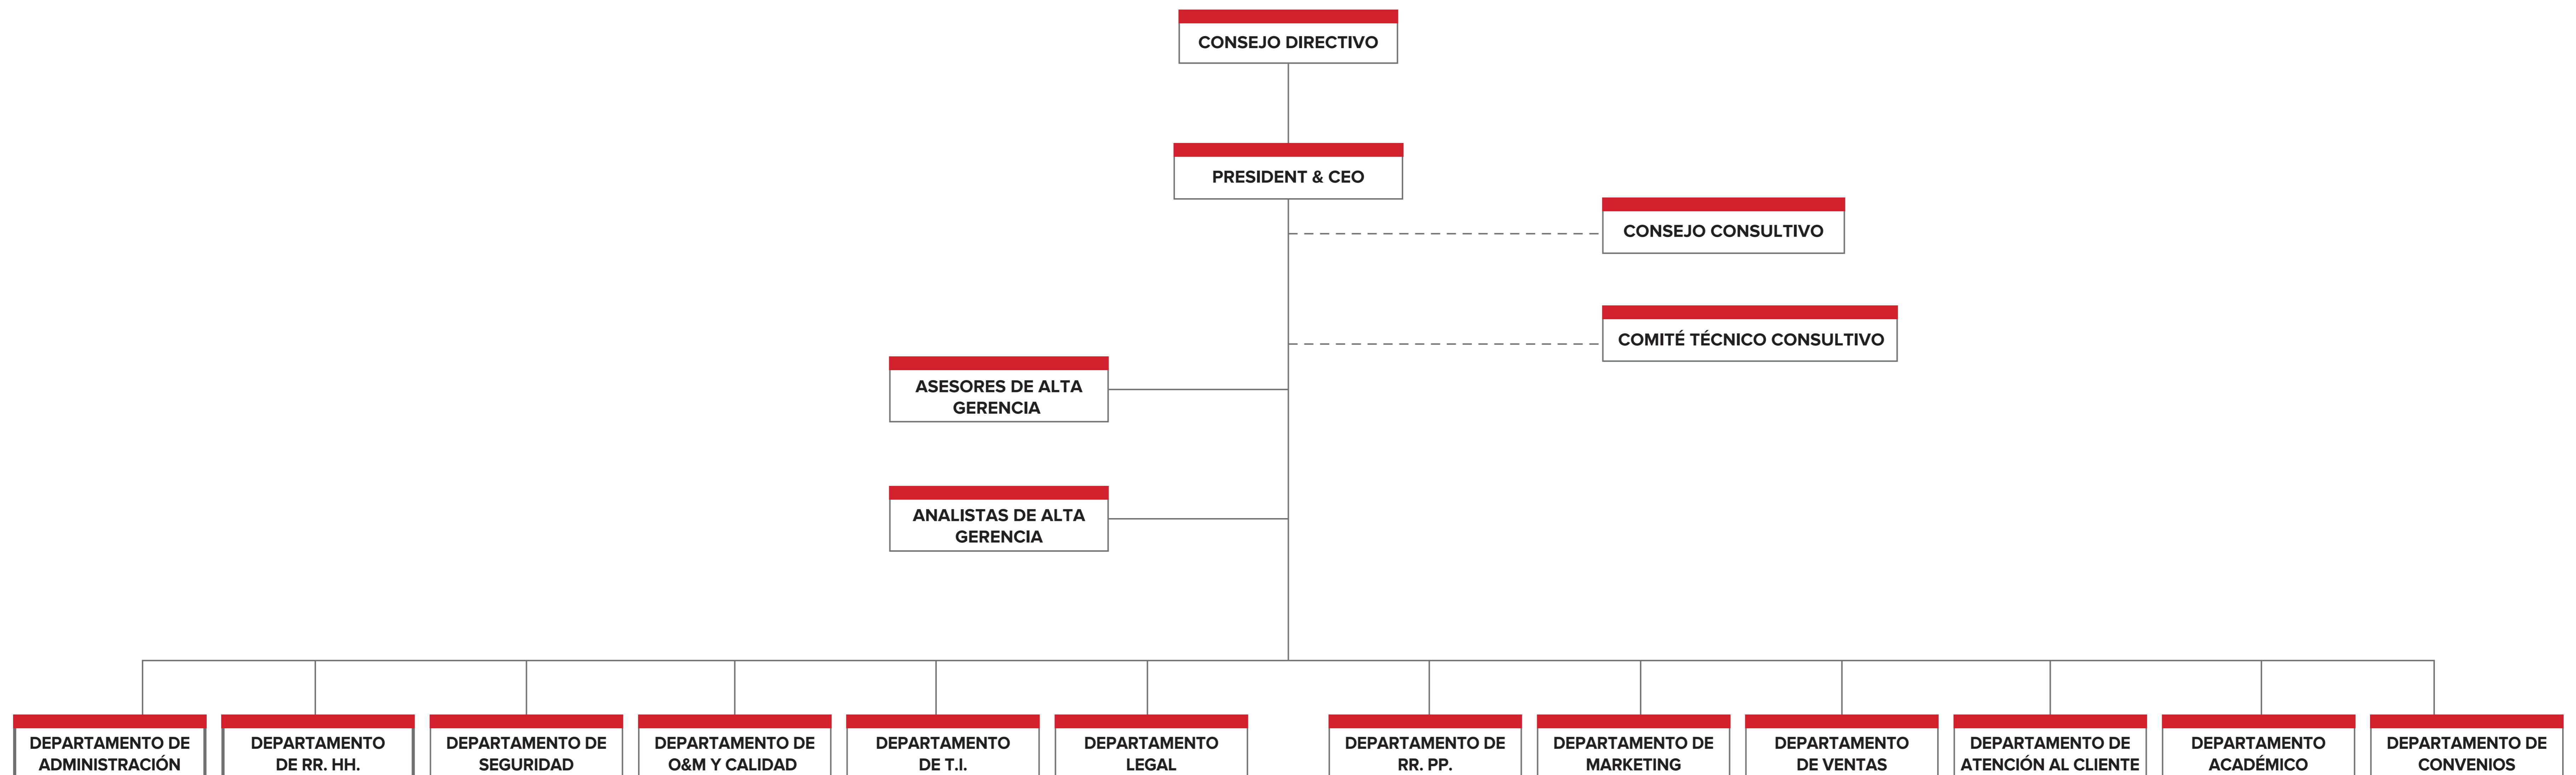 CONSEJO DIRECTIVO
PRESIDENT & CEO
CONSEJO CONSULTIVO
COMITÉ TÉCNICO CONSULTIVO
ASESORES DE ALTA
GERENCIA
ANALISTAS DE ALTA
GERENCIA
DEPARTAMENTO DE
ADMINISTRACIÓN
DEPARTAMENTO
DE RR. HH.
DEPARTAMENTO DE
SEGURIDAD
DEPARTAMENTO DE
O&M Y CALIDAD
DEPARTAMENTO
DE T.I.
DEPARTAMENTO
LEGAL
DEPARTAMENTO DE
RR. PP.
DEPARTAMENTO DE
MARKETING
DEPARTAMENTO
DE VENTAS
DEPARTAMENTO DE
ATENCIÓN AL CLIENTE
DEPARTAMENTO
ACADÉMICO
DEPARTAMENTO DE
CONVENIOS